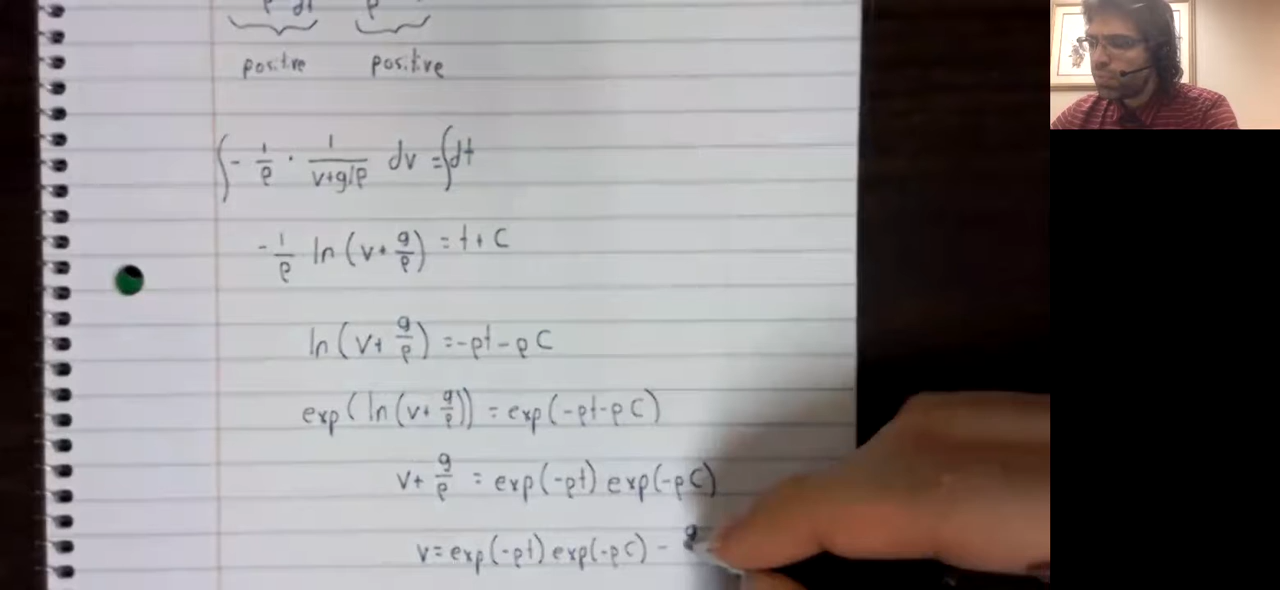 positive positive
∫ - 1/ρ · 1/(v+g/ρ) dv = ∫ dt
- 1/ρ ln(v + g/ρ) = t + C
ln(v + g/ρ) = -ρt - ρC
exp(ln(v + g/ρ)) = exp(-ρt - ρC)
v + g/ρ = exp(-ρt) exp(-ρC)
v = exp(-ρt) exp(-ρC) - g